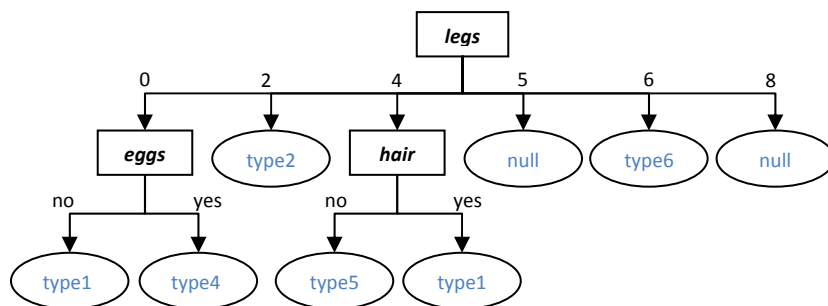 legs
0 2 4 5 6 8
eggs type2 hair null type6 null
no yes no yes
type1 type4 type5 type1